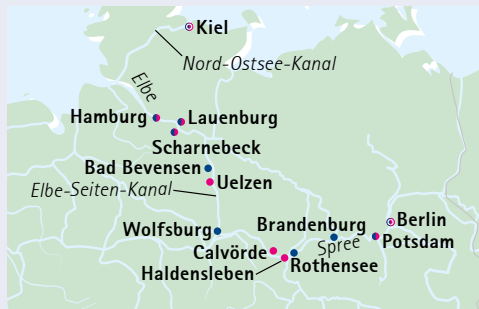 Kiel
Nord-Ostsee-Kanal
Elbe
Hamburg
Lauenburg
Scharnebeck
Bad Bevensen
Uelzen
Elbe-Seiten-Kanal
Wolfsburg
Brandenburg
Berlin
Spree
Potsdam
Calvörde
Haldensleben
Rothensee